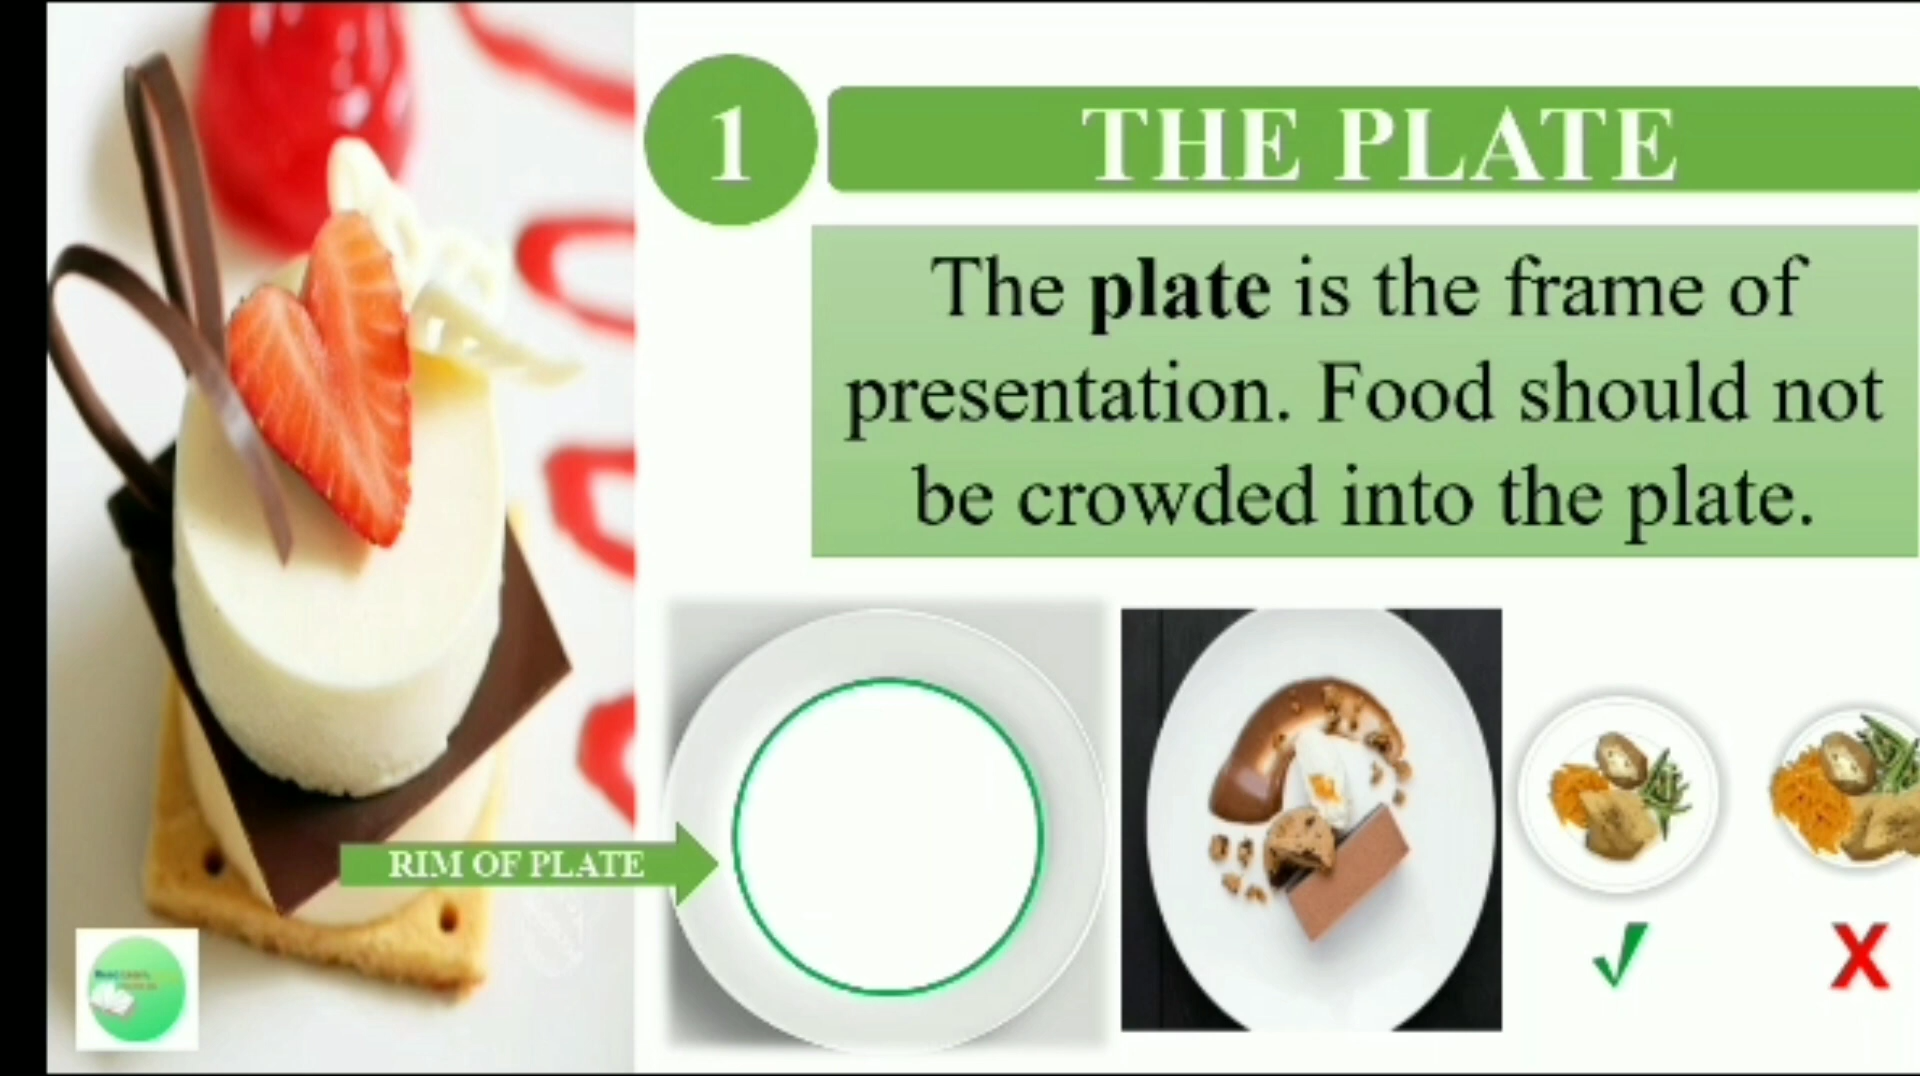 1
THE PLATE
The plate is the frame of
presentation. Food should not
be crowded into the plate.
RIM OF PLATE
X